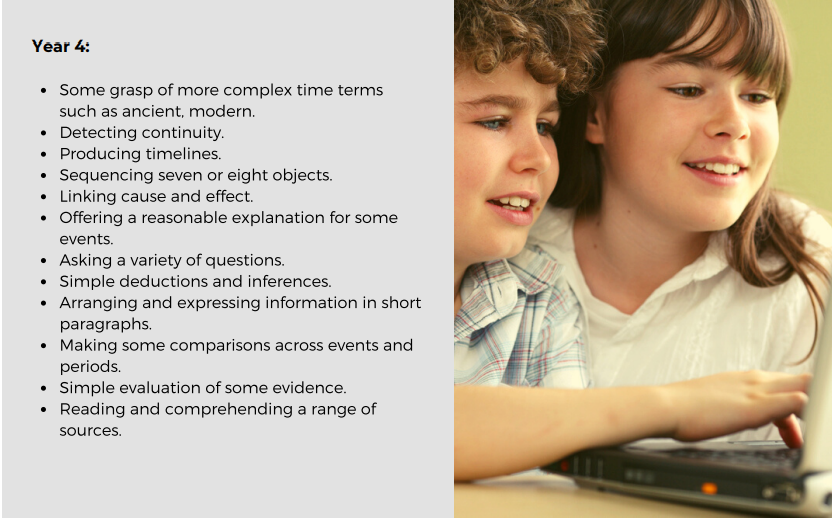 Year 4:
• Some grasp of more complex time terms
such as ancient, modern.
• Detecting continuity.
• Producing timelines.
• Sequencing seven or eight objects.
• Linking cause and effect.
• Offering a reasonable explanation for some
events.
• Asking a variety of questions.
• Simple deductions and inferences.
• Arranging and expressing information in short
paragraphs.
• Making some comparisons across events and
periods.
• Simple evaluation of some evidence.
• Reading and comprehending a range of
sources.